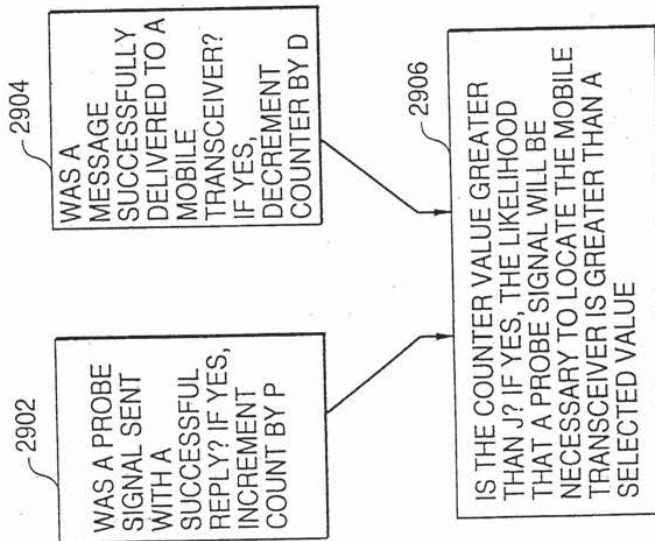 2902
WAS A PROBE
SIGNAL SENT
WITH A
SUCCESSFUL
REPLY? IF YES,
INCREMENT
COUNT BY P
2904
WAS A
MESSAGE
SUCCESSFULLY
DELIVERED TO A
MOBILE
TRANSCEIVER?
IF YES,
DECREMENT
COUNTER BY D
2906
IS THE COUNTER VALUE GREATER
THAN J? IF YES, THE LIKELIHOOD
THAT A PROBE SIGNAL WILL BE
NECESSARY TO LOCATE THE MOBILE
TRANSCEIVER IS GREATER THAN A
SELECTED VALUE